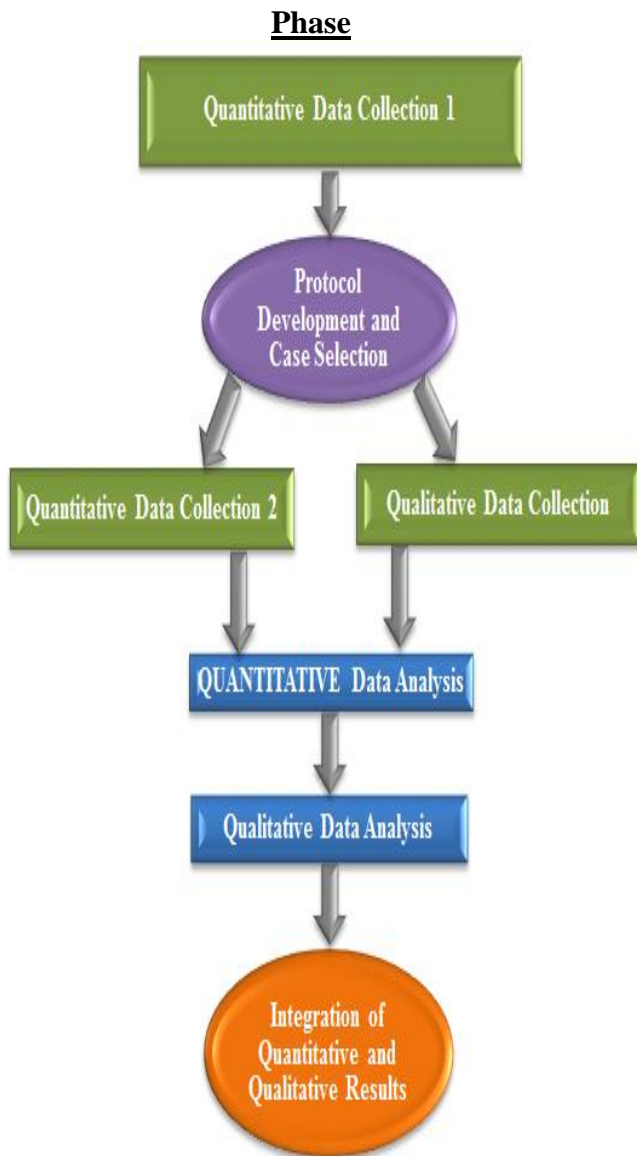 Phase
Quantitative Data Collection 1
Protocol
Development and
Case Selection
Quantitative Data Collection 2
Qualitative Data Collection
QUANTITATIVE Data Analysis
Qualitative Data Analysis
Integration of
Quantitative and
Qualitative Results